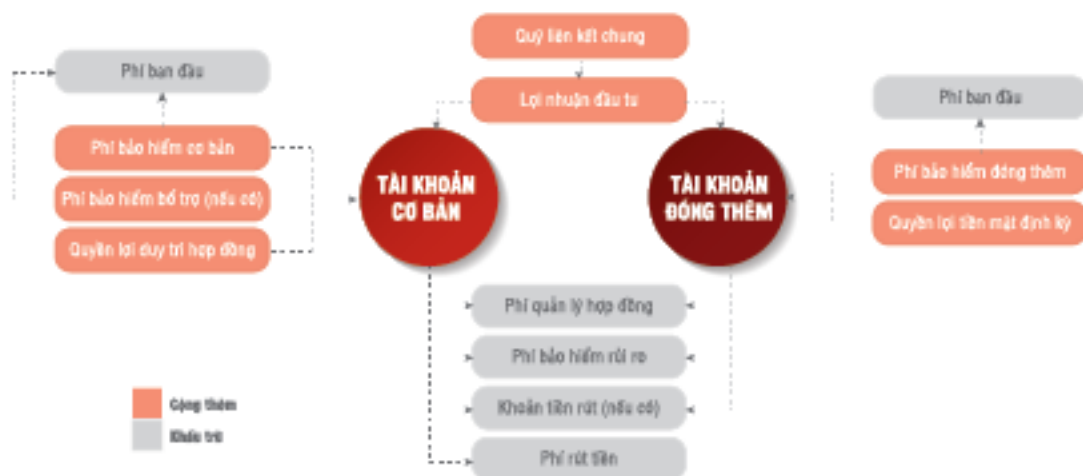 Quỹ liên kết chung
Lợi nhuận đầu tư
Phí ban đầu
Phí bảo hiểm cơ bản
Phí bảo hiểm bổ trợ (nếu có)
Quyền lợi duy trì hợp đồng
TÀI KHOẢN
CƠ BẢN
TÀI KHOẢN
ĐÓNG THÊM
Phí ban đầu
Phí bảo hiểm đóng thêm
Quyền lợi tiền mặt định kỳ
Phí quản lý hợp đồng
Phí bảo hiểm rủi ro
Khoản tiền rút (nếu có)
Phí rút tiền
Cộng thêm
Khấu trừ